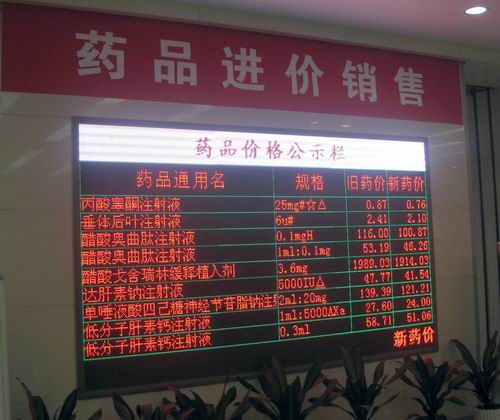 药品进价销售
药品价格公示栏
药品通用名 规格 旧药价 新药价
丙酸睾酮注射液 25mg#☆△ 0.87 0.76
垂体后叶注射液 6u# 2.41 2.10
醋酸奥曲肽注射液 0.1mgH 116.00 100.87
醋酸奥曲肽注射液 1ml:0.1mg 53.19 46.26
醋酸戈舍瑞林缓释植入剂 3.6mg 1989.03 1914.03
达肝素钠注射液 5000IU△ 47.77 41.54
单唾液酸四己糖神经节苷脂钠注射 2ml:20mg 139.39 121.21
低分子肝素钙注射液 1ml:5000AXa 27.60 24.00
低分子肝素钙注射液 0.3ml 58.71 51.06
新药价